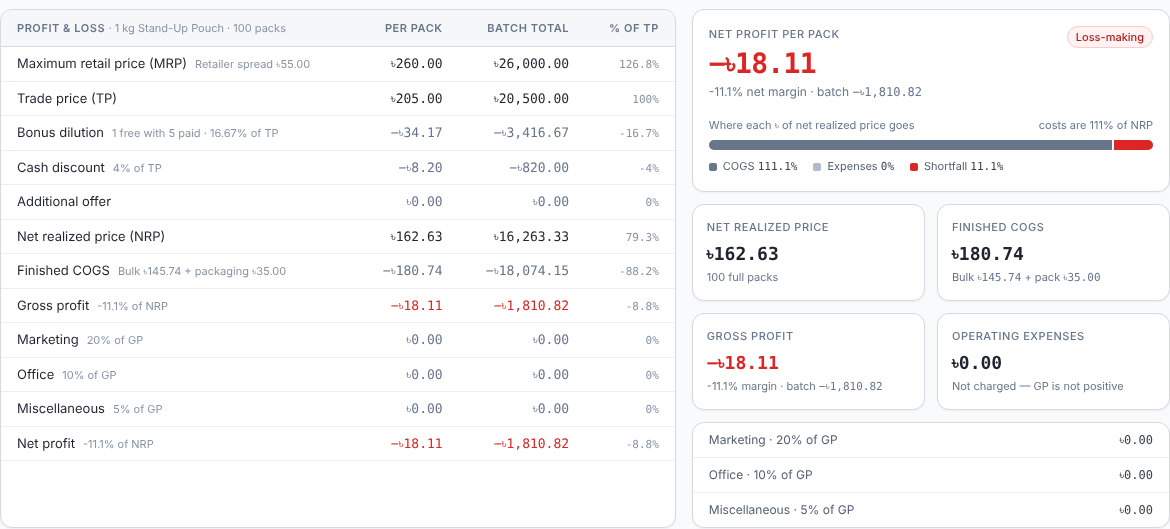 PROFIT & LOSS · 1 kg Stand-Up Pouch · 100 packs PER PACK BATCH TOTAL % OF TP
Maximum retail price (MRP) Retailer spread ৳55.00 ৳260.00 ৳26,000.00 126.8%
Trade price (TP) ৳205.00 ৳20,500.00 100%
Bonus dilution 1 free with 5 paid · 16.67% of TP −৳34.17 −৳3,416.67 -16.7%
Cash discount 4% of TP −৳8.20 −৳820.00 -4%
Additional offer ৳0.00 ৳0.00 0%
Net realized price (NRP) ৳162.63 ৳16,263.33 79.3%
Finished COGS Bulk ৳145.74 + packaging ৳35.00 −৳180.74 −৳18,074.15 -88.2%
Gross profit -11.1% of NRP −৳18.11 −৳1,810.82 -8.8%
Marketing 20% of GP ৳0.00 ৳0.00 0%
Office 10% of GP ৳0.00 ৳0.00 0%
Miscellaneous 5% of GP ৳0.00 ৳0.00 0%
Net profit -11.1% of NRP −৳18.11 −৳1,810.82 -8.8%
NET PROFIT PER PACK
Loss-making
−৳18.11
-11.1% net margin · batch −৳1,810.82
Where each ৳ of net realized price goes costs are 111% of NRP
COGS 111.1% Expenses 0% Shortfall 11.1%
NET REALIZED PRICE
৳162.63
100 full packs
FINISHED COGS
৳180.74
Bulk ৳145.74 + pack ৳35.00
GROSS PROFIT
−৳18.11
-11.1% margin · batch −৳1,810.82
OPERATING EXPENSES
৳0.00
Not charged — GP is not positive
Marketing · 20% of GP ৳0.00
Office · 10% of GP ৳0.00
Miscellaneous · 5% of GP ৳0.00